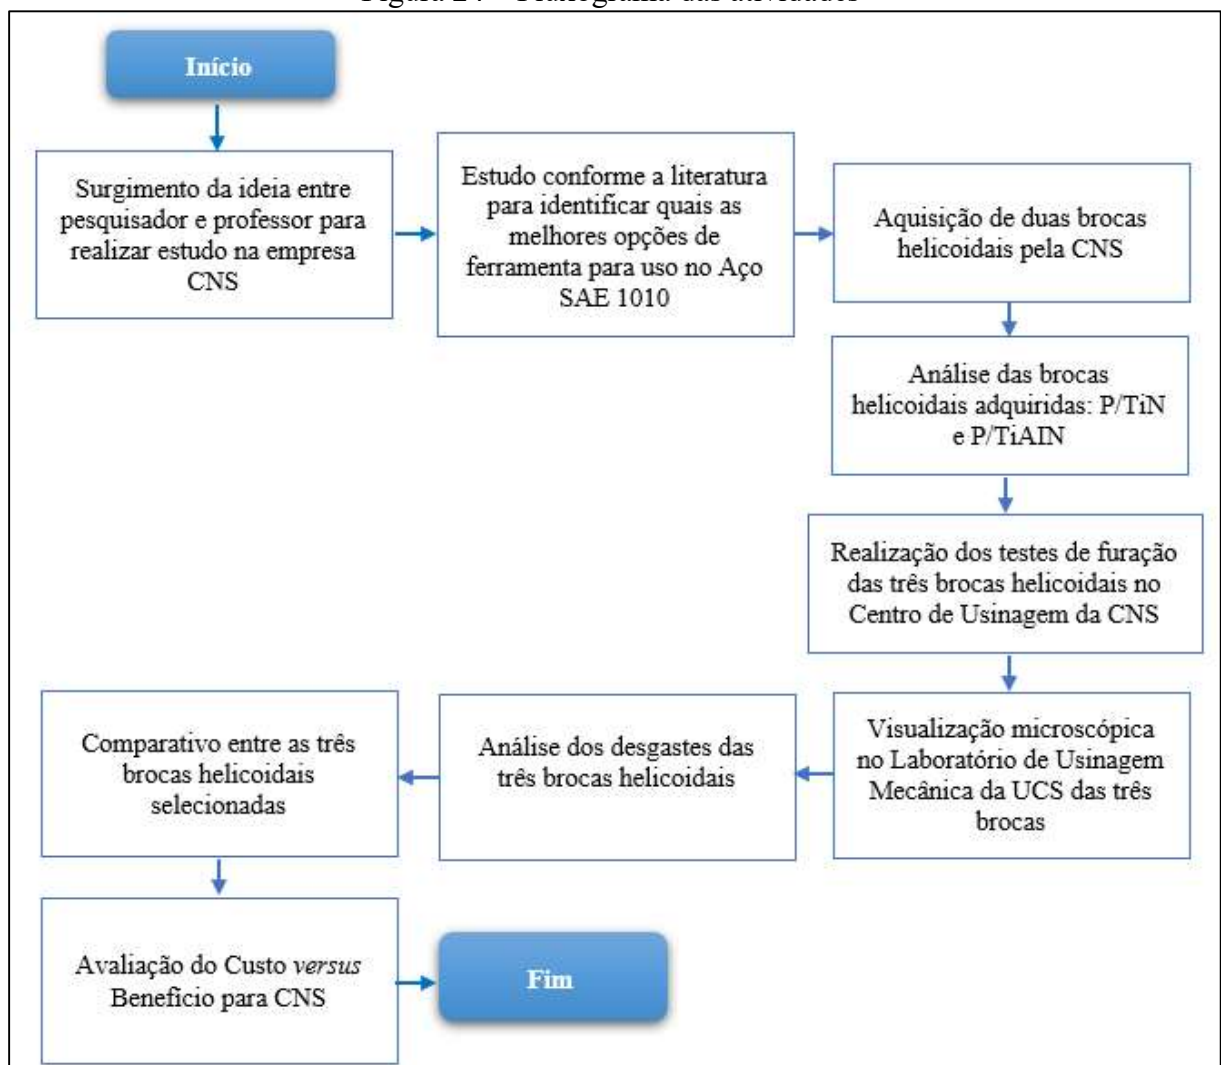 Início
Surgimento da ideia entre
pesquisador e professor para
realizar estudo na empresa
CNS
Estudo conforme a literatura
para identificar quais as
melhores opções de
ferramenta para uso no Aço
SAE 1010
Aquisição de duas brocas
helicoidais pela CNS
Análise das brocas
helicoidais adquiridas: P/TiN
e P/TiAIN
Realização dos testes de furação
das três brocas helicoidais no
Centro de Usinagem da CNS
Visualização microscópica
no Laboratório de Usinagem
Mecânica da UCS das três
brocas
Análise dos desgastes das
três brocas helicoidais
Comparativo entre as três
brocas helicoidais
selecionadas
Avaliação do Custo versus
Benefício para CNS
Fim